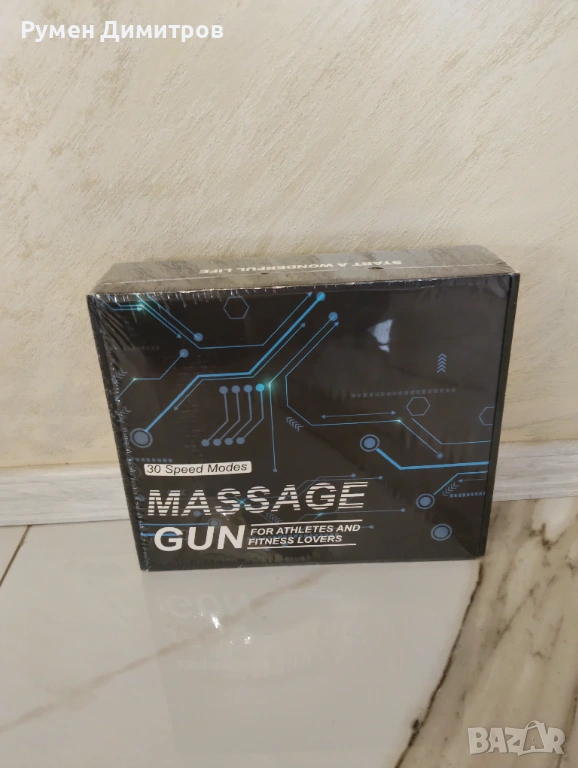 Румен Димитров
START A WONDERFUL LIFE
30 Speed Modes
MASSAGE
GUN FOR ATHLETES AND
FITNESS LOVERS
BAZAR